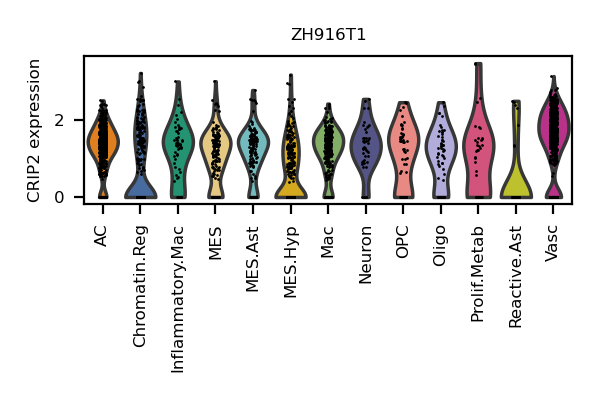 ZH916T1
CRIP2 expression
2
0
AC
Chromatin.Reg
Inflammatory.Mac
MES
MES.Ast
MES.Hyp
Mac
Neuron
OPC
Oligo
Prolif.Metab
Reactive.Ast
Vasc